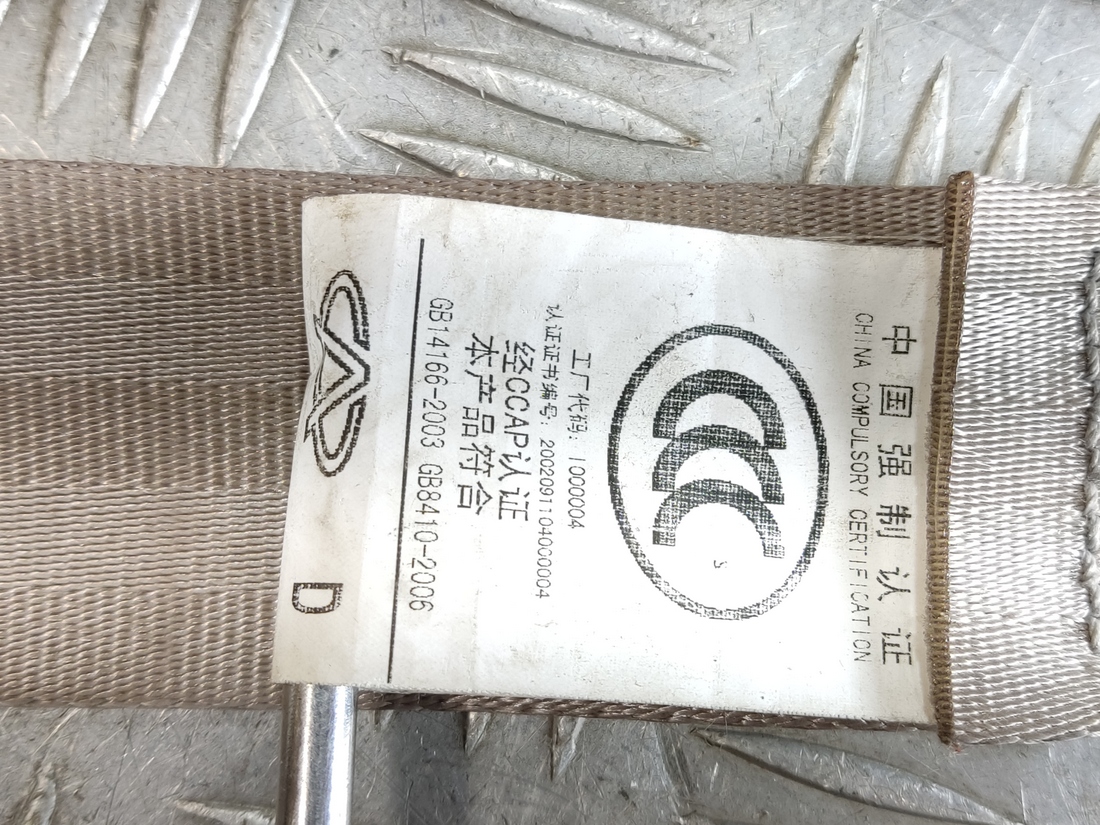 中国强制认证
CHINA COMPULSORY CERTIFICATION
CCC
S
工厂代码: 1000004
认证证书编号: 2002091104000004
经CCAP认证
本产品符合
GB14166-2003 GB8410-2006
D